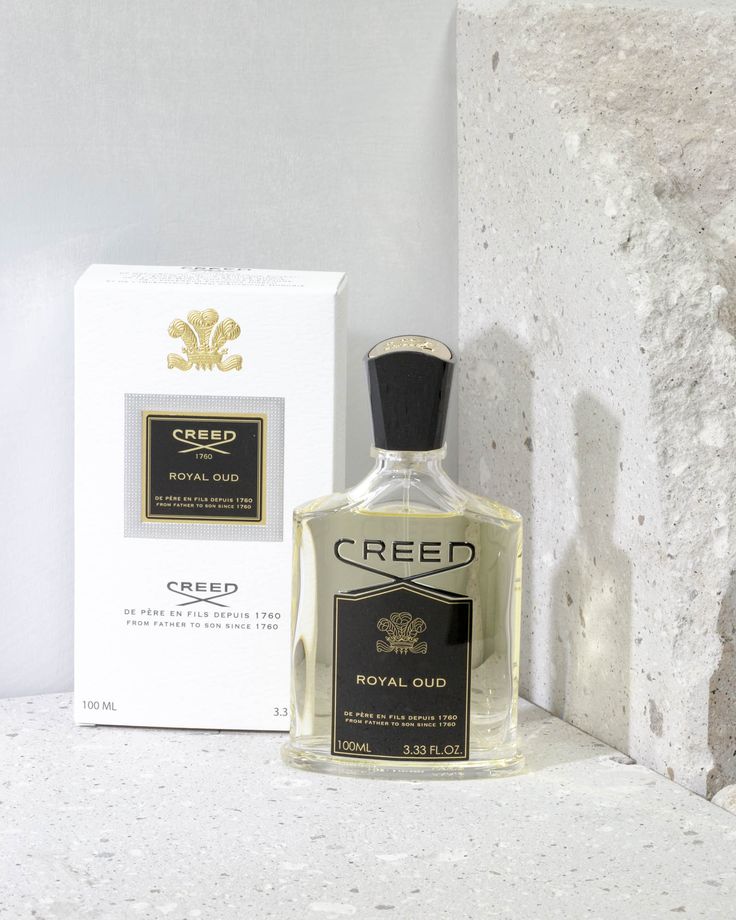 CREED
CREED
1760
ROYAL OUD
DE PÈRE EN FILS DEPUIS 1760
FROM FATHER TO SON SINCE 1760
CREED
DE PÈRE EN FILS DEPUIS 1760
FROM FATHER TO SON SINCE 1760
100 ML
3.3
CREED
ROYAL OUD
DE PÈRE EN FILS DEPUIS 1760
FROM FATHER TO SON SINCE 1760
100ML 3.33 FL.OZ.